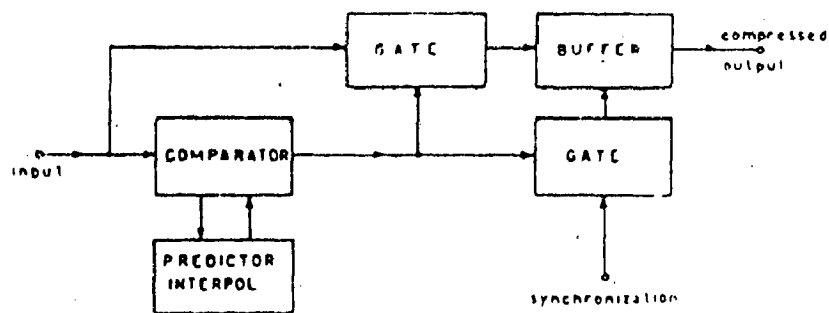 compressed
output
GATE
BUFFER
input
COMPARATOR
GATE
PREDICTOR
INTERPOL
synchronization